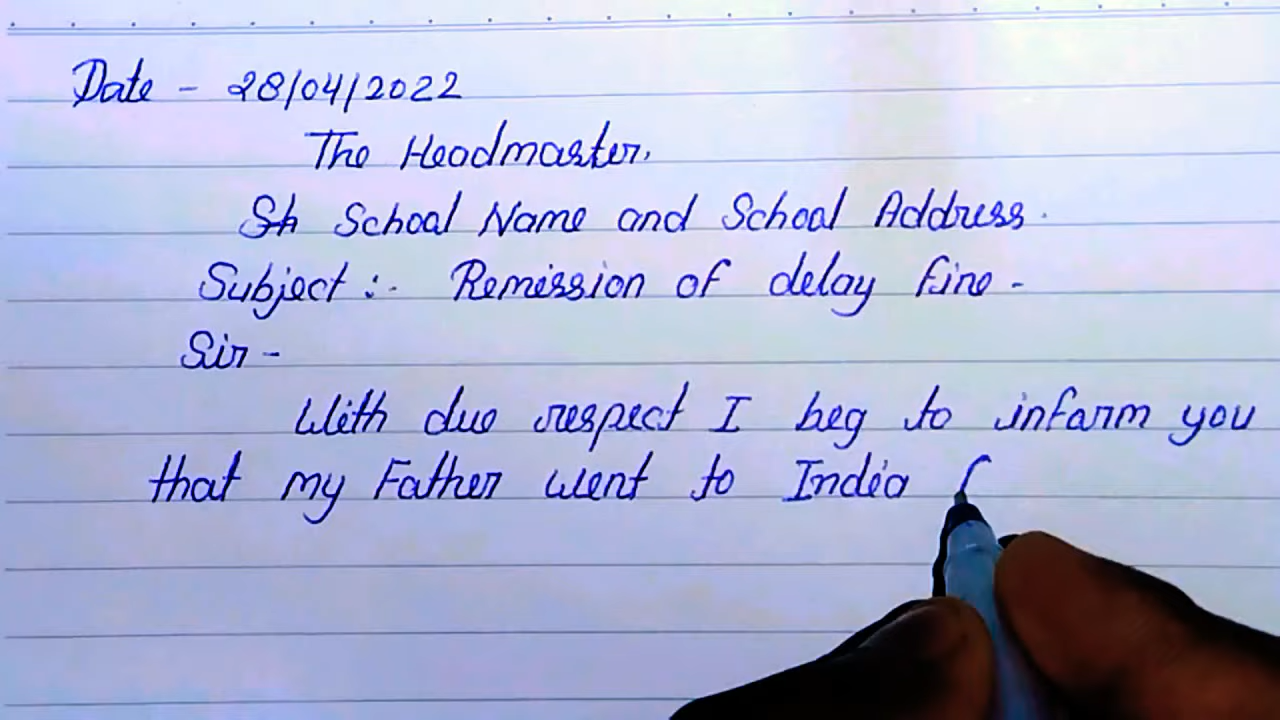 Date - 28/04/2022
The Headmaster,
Sh School Name and School Address.
Subject :- Remission of delay fine -
Sir -
With due respect I beg to inform you
that my Father went to India